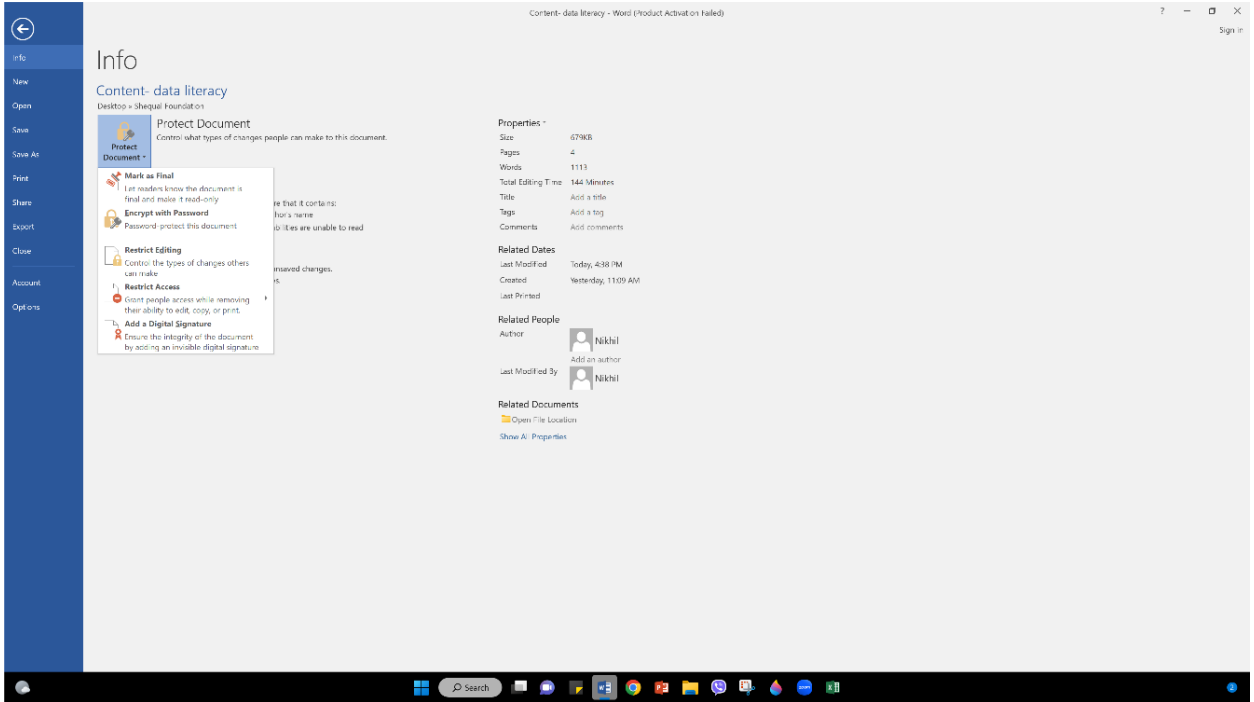 Content- data literacy - Word (Product Activation Failed)
?
Sign in
Info
New
Open
Save
Save As
Print
Share
Export
Close
Account
Options
Info
Content- data literacy
Desktop » Shequal Foundation
Protect Document
Protect Document
Control what types of changes people can make to this document.
Mark as Final
Let readers know the document is
final and make it read-only
Encrypt with Password
Password-protect this document
Restrict Editing
Control the types of changes others
can make
Restrict Access
Grant people access while removing
their ability to edit, copy, or print.
Add a Digital Signature
Ensure the integrity of the document
by adding an invisible digital signature
re that it contains:
hor's name
bilities are unable to read
unsaved changes.
s.
Properties
Size 679KB
Pages 4
Words 1113
Total Editing Time 144 Minutes
Title Add a title
Tags Add a tag
Comments Add comments
Related Dates
Last Modified Today, 4:38 PM
Created Yesterday, 11:09 AM
Last Printed
Related People
Author Nikhil
Add an author
Last Modified By Nikhil
Related Documents
Open File Location
Show All Properties
Search
2